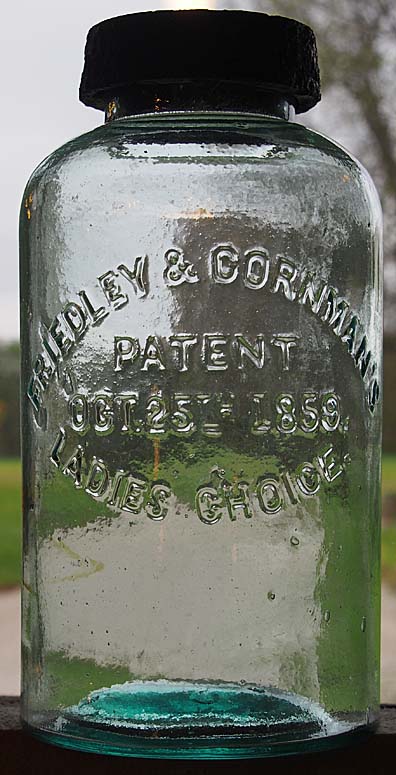 FRIEDLEY & CORNMAN'S
PATENT
OCT. 25TH 1859.
LADIES CHOICE.